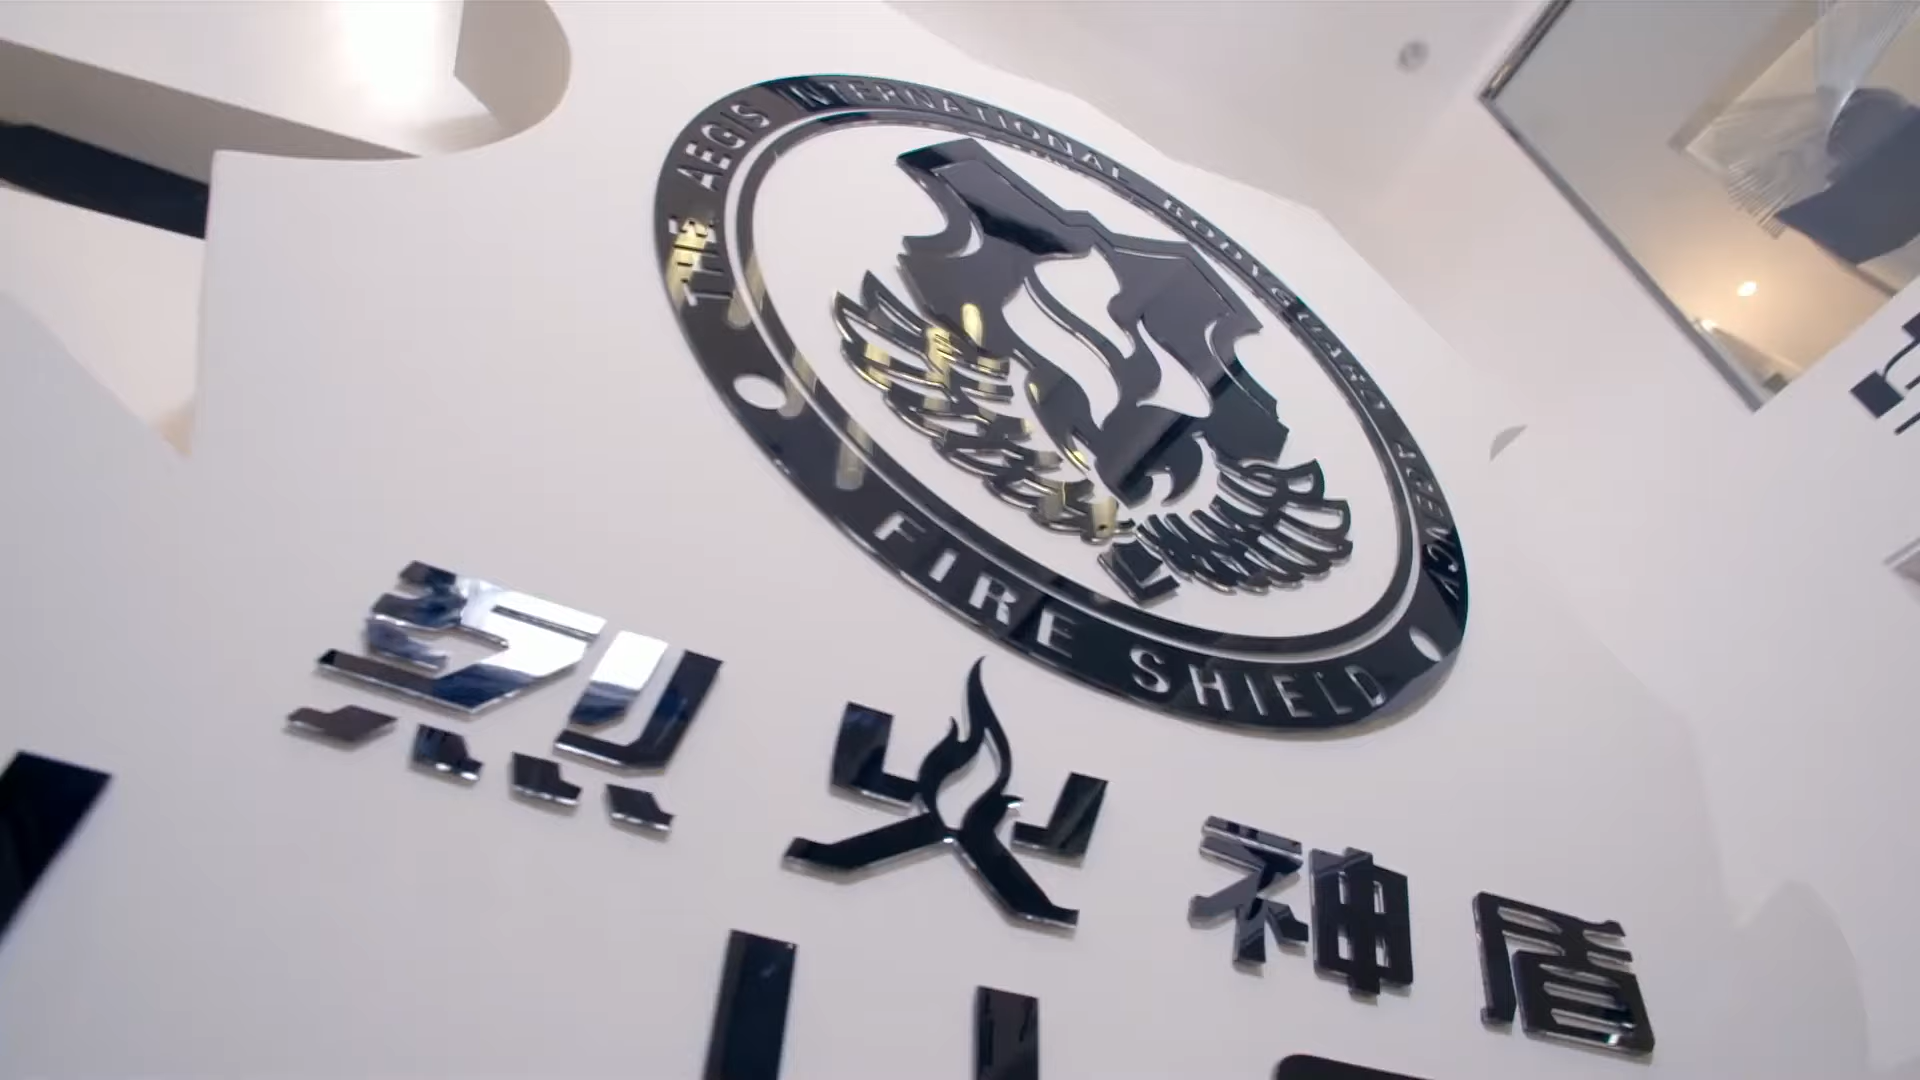 THE AEGIS INTERNATIONAL BODYGUARD AGENCY
FIRE SHIELD
烈火神盾